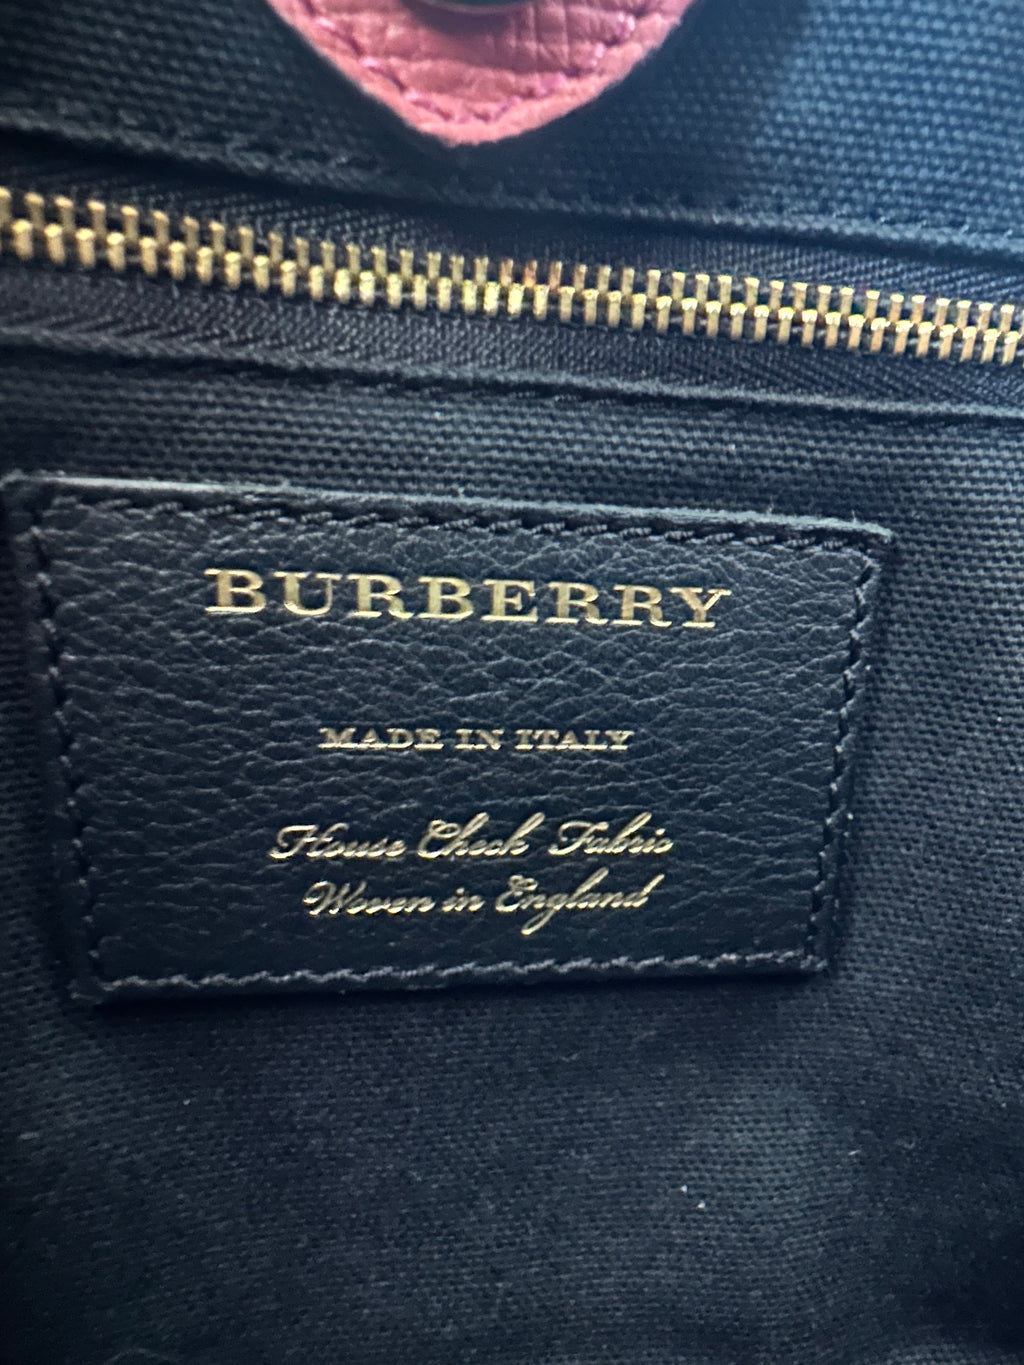 BURBERRY
MADE IN ITALY
House Check Fabric
Woven in England